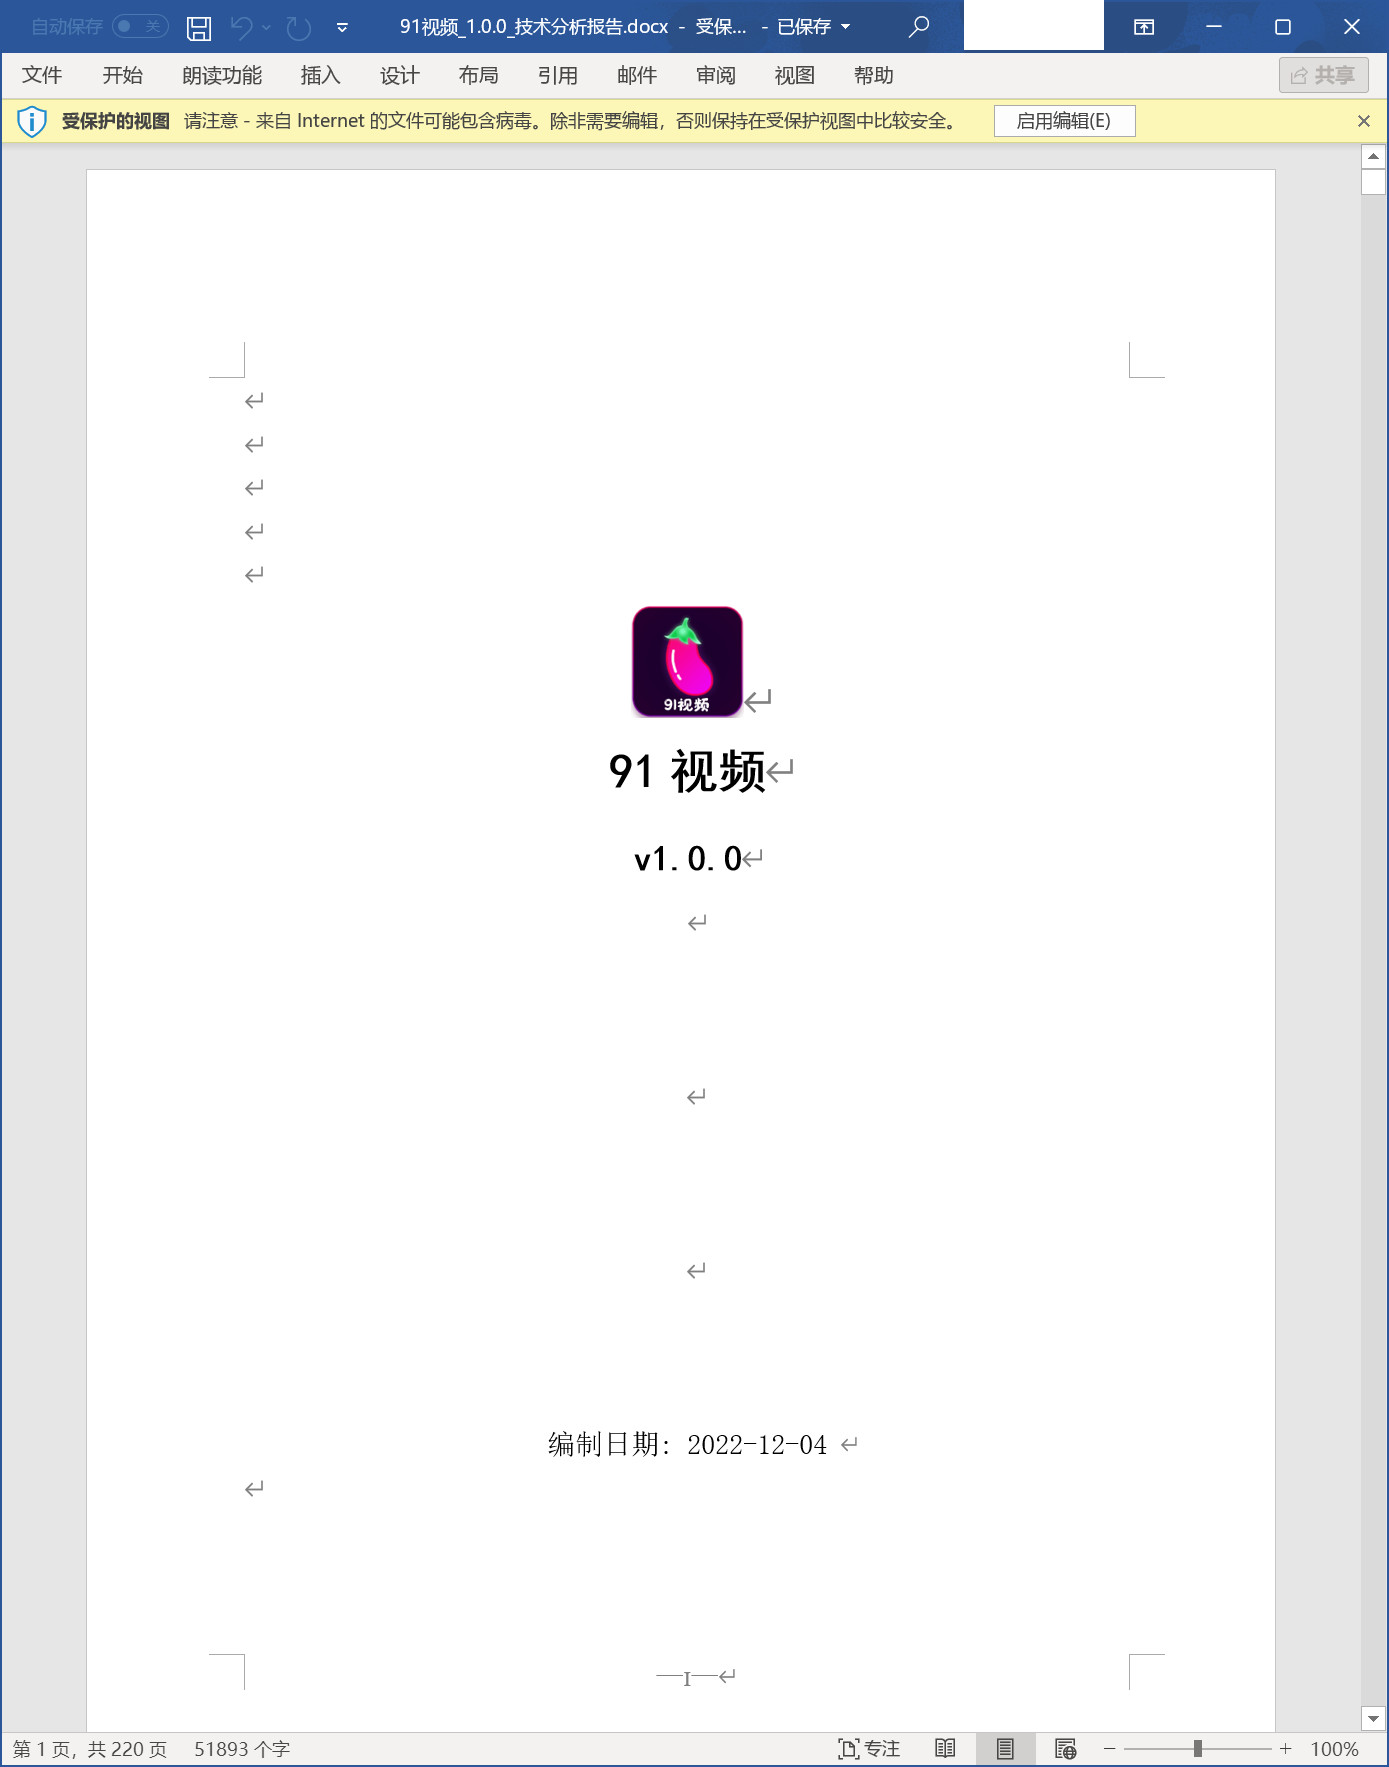 自动保存 关 91视频_1.0.0_技术分析报告.docx - 受保... - 已保存
文件 开始 朗读功能 插入 设计 布局 引用 邮件 审阅 视图 帮助 共享
受保护的视图 请注意 - 来自 Internet 的文件可能包含病毒。除非需要编辑，否则保持在受保护视图中比较安全。 启用编辑(E)
91视频
91 视频
v1.0.0
编制日期：2022-12-04
I
第 1 页，共 220 页 51893 个字 专注 100%